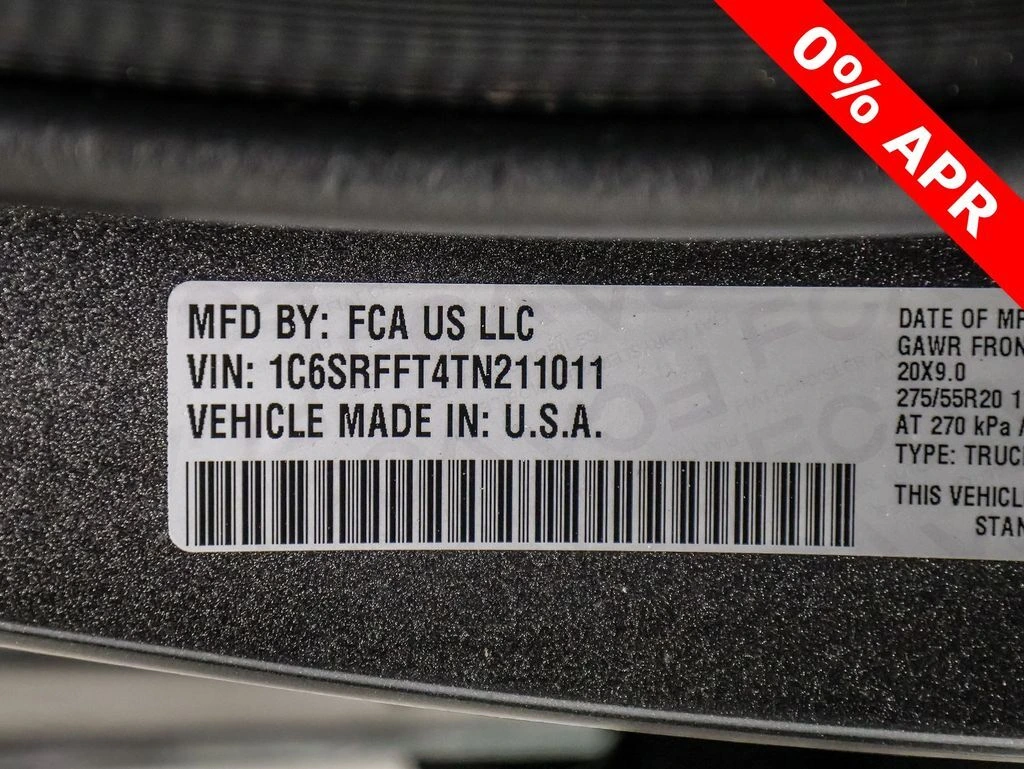 0% APR
MFD BY: FCA US LLC
VIN: 1C6SRFFT4TN211011
VEHICLE MADE IN: U.S.A.
DATE OF MF
GAWR FRON
20X9.0
275/55R20 1
AT 270 kPa A
TYPE: TRUC
THIS VEHICL
STAN